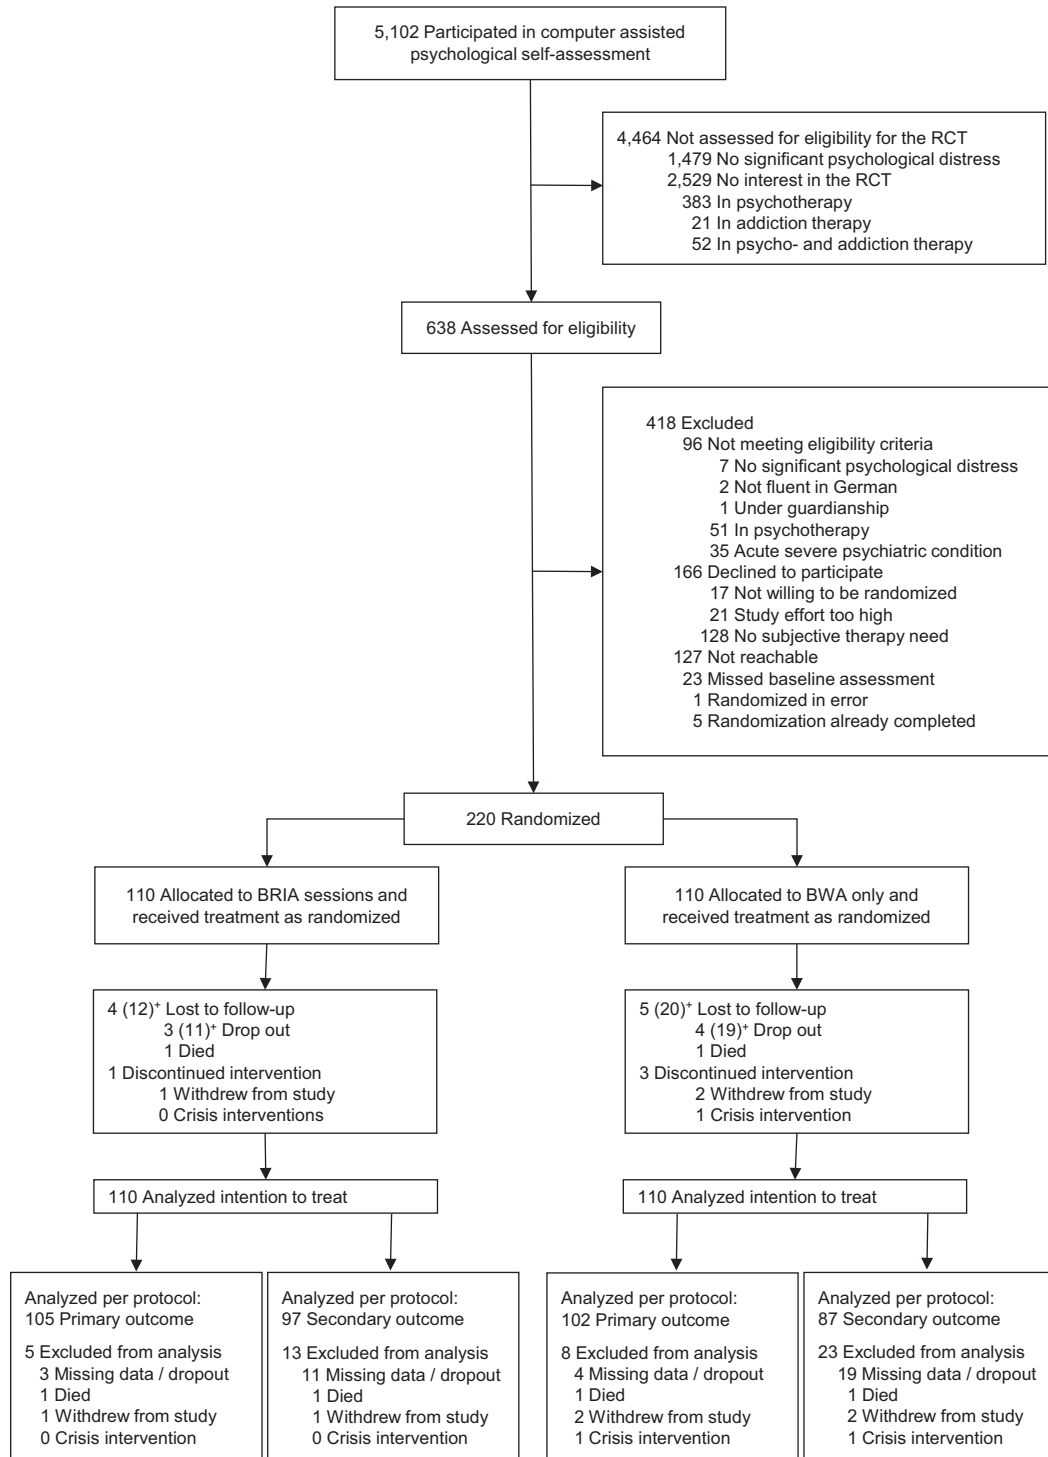 5,102 Participated in computer assisted
psychological self-assessment
4,464 Not assessed for eligibility for the RCT
1,479 No significant psychological distress
2,529 No interest in the RCT
383 In psychotherapy
21 In addiction therapy
52 In psycho- and addiction therapy
638 Assessed for eligibility
418 Excluded
96 Not meeting eligibility criteria
7 No significant psychological distress
2 Not fluent in German
1 Under guardianship
51 In psychotherapy
35 Acute severe psychiatric condition
166 Declined to participate
17 Not willing to be randomized
21 Study effort too high
128 No subjective therapy need
127 Not reachable
23 Missed baseline assessment
1 Randomized in error
5 Randomization already completed
220 Randomized
110 Allocated to BRIA sessions and
received treatment as randomized
110 Allocated to BWA only and
received treatment as randomized
4 (12)⁺ Lost to follow-up
3 (11)⁺ Drop out
1 Died
1 Discontinued intervention
1 Withdrew from study
0 Crisis interventions
5 (20)⁺ Lost to follow-up
4 (19)⁺ Drop out
1 Died
3 Discontinued intervention
2 Withdrew from study
1 Crisis intervention
110 Analyzed intention to treat
110 Analyzed intention to treat
Analyzed per protocol:
105 Primary outcome
5 Excluded from analysis
3 Missing data / dropout
1 Died
1 Withdrew from study
0 Crisis intervention
Analyzed per protocol:
97 Secondary outcome
13 Excluded from analysis
11 Missing data / dropout
1 Died
1 Withdrew from study
0 Crisis intervention
Analyzed per protocol:
102 Primary outcome
8 Excluded from analysis
4 Missing data / dropout
1 Died
2 Withdrew from study
1 Crisis intervention
Analyzed per protocol:
87 Secondary outcome
23 Excluded from analysis
19 Missing data / dropout
1 Died
2 Withdrew from study
1 Crisis intervention